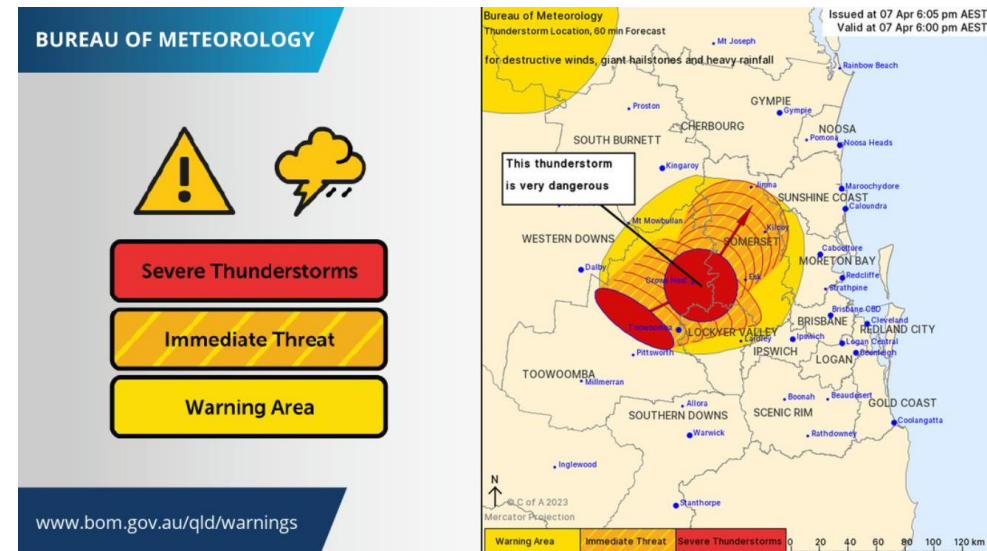 BUREAU OF METEOROLOGY
Severe Thunderstorms
Immediate Threat
Warning Area
www.bom.gov.au/qld/warnings
Bureau of Meteorology
Thunderstorm Location, 60 min Forecast
for destructive winds, giant hailstones and heavy rainfall
Issued at 07 Apr 6:05 pm AEST
Valid at 07 Apr 6:00 pm AEST
Mt Joseph
Rainbow Beach
Proston
GYMPIE
Gympie
CHERBOURG
NOOSA
Pomona
Noosa Heads
SOUTH BURNETT
Kingaroy
This thunderstorm
is very dangerous
Jimna
Maroochydore
SUNSHINE COAST
Caloundra
Mt Mowbullan
Kilcoy
WESTERN DOWNS
SOMERSET
Caboolture
MORETON BAY
Dalby
Redcliffe
Esk
Strathpine
Brisbane CBD
BRISBANE
Cleveland
REDLAND CITY
Toowoomba
LOCKYER VALLEY
Laidley
Ipswich
Logan Central
Pittsworth
IPSWICH
LOGAN
Beenleigh
TOOWOOMBA
Millmerran
Boonah
Beaudesert
GOLD COAST
Allora
SOUTHERN DOWNS
SCENIC RIM
Coolangatta
Warwick
Rathdowney
Inglewood
N
© C of A 2023
Stanthorpe
Mercator Projection
Warning Area
Immediate Threat
Severe Thunderstorms
0 20 40 60 80 100 120 km